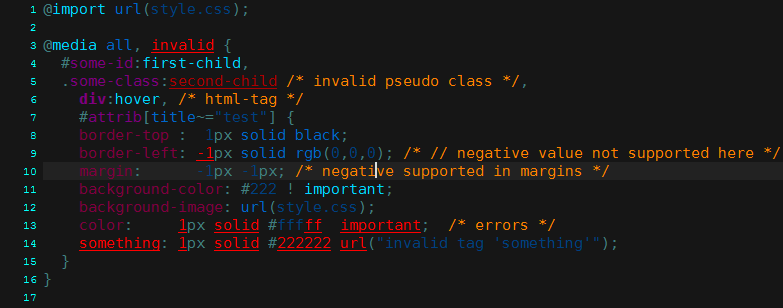 1 @import url(style.css);
2
3 @media all, invalid {
4 #some-id:first-child,
5 .some-class:second-child /* invalid pseudo class */,
6 div:hover, /* html-tag */
7 #attrib[title~="test"] {
8 border-top : 1px solid black;
9 border-left: -1px solid rgb(0,0,0); /* // negative value not supported here */
10 margin: -1px -1px; /* negative supported in margins */
11 background-color: #222 ! important;
12 background-image: url(style.css);
13 color: 1px solid #fffff important; /* errors */
14 something: 1px solid #222222 url("invalid tag 'something'");
15 }
16 }
17